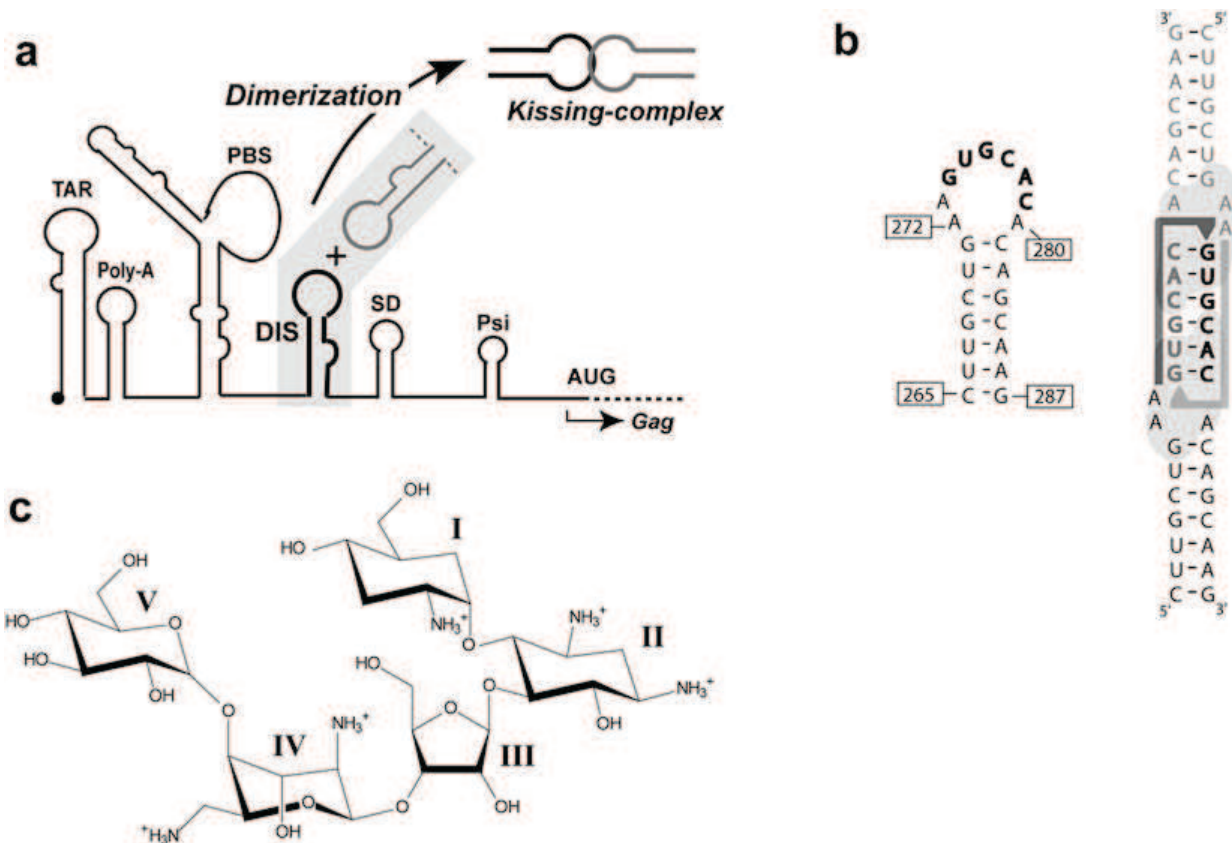 a
Dimerization
Kissing-complex
TAR
Poly-A
PBS
+
DIS
SD
Psi
AUG
Gag
b
G U G C A C
A A A
272
280
G - C
U - A
C - G
G - C
U - A
U - A
265
C - G
287
3' 5'
G - C
A - U
A - U
C - G
G - C
A - U
C - G
A A
A
C - G
A - U
C - G
G - C
U - A
G - C
A
A A
G - C
U - A
C - G
G - C
U - A
U - A
C - G
5' 3'
c
OH
I
HO
NH₃⁺
O
NH₃⁺
II
NH₃⁺
OH
O
V
OH
HO
HO
O
OH
O
IV
NH₃⁺
⁺H₃N
OH
O
O
HO
O
III
OH